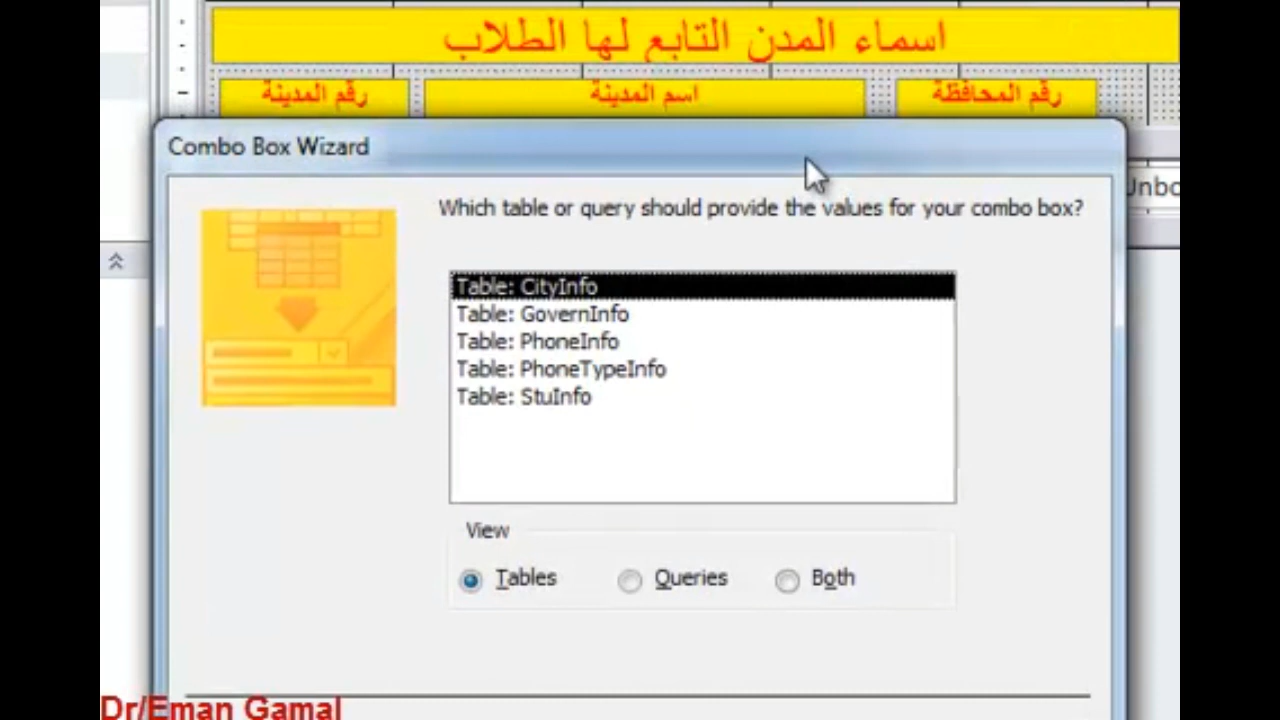 اسماء المدن التابع لها الطلاب
رقم المحافظة اسم المدينة رقم المدينة
Combo Box Wizard
Which table or query should provide the values for your combo box?
Table: CityInfo
Table: GovernInfo
Table: PhoneInfo
Table: PhoneTypeInfo
Table: StuInfo
View
Tables Queries Both
Dr/Eman Gamal